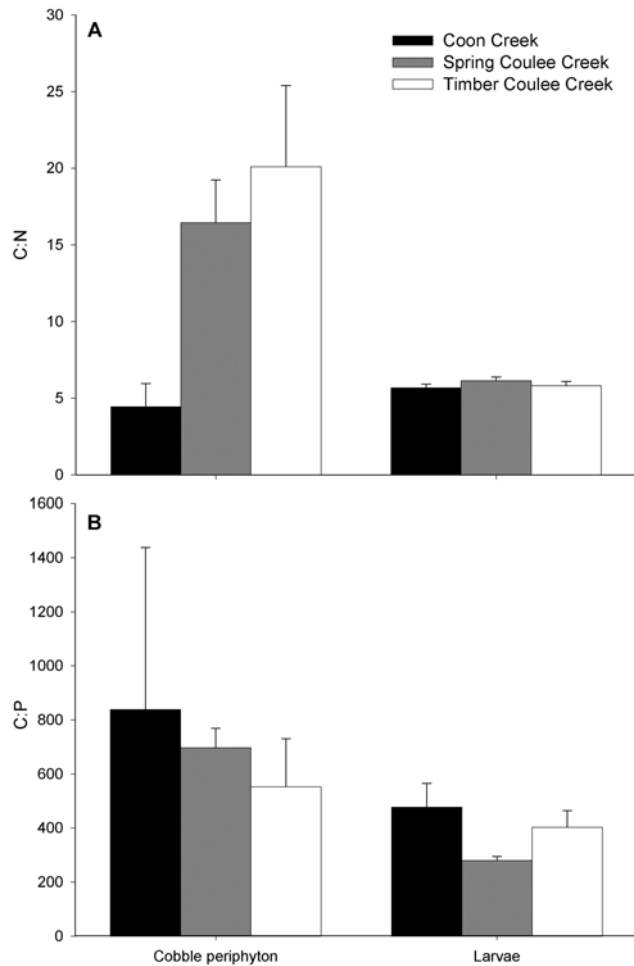 A
Coon Creek
Spring Coulee Creek
Timber Coulee Creek
30
25
20
15
10
5
0
C:N
B
1600
1400
1200
1000
800
600
400
200
0
C:P
Cobble periphyton
Larvae